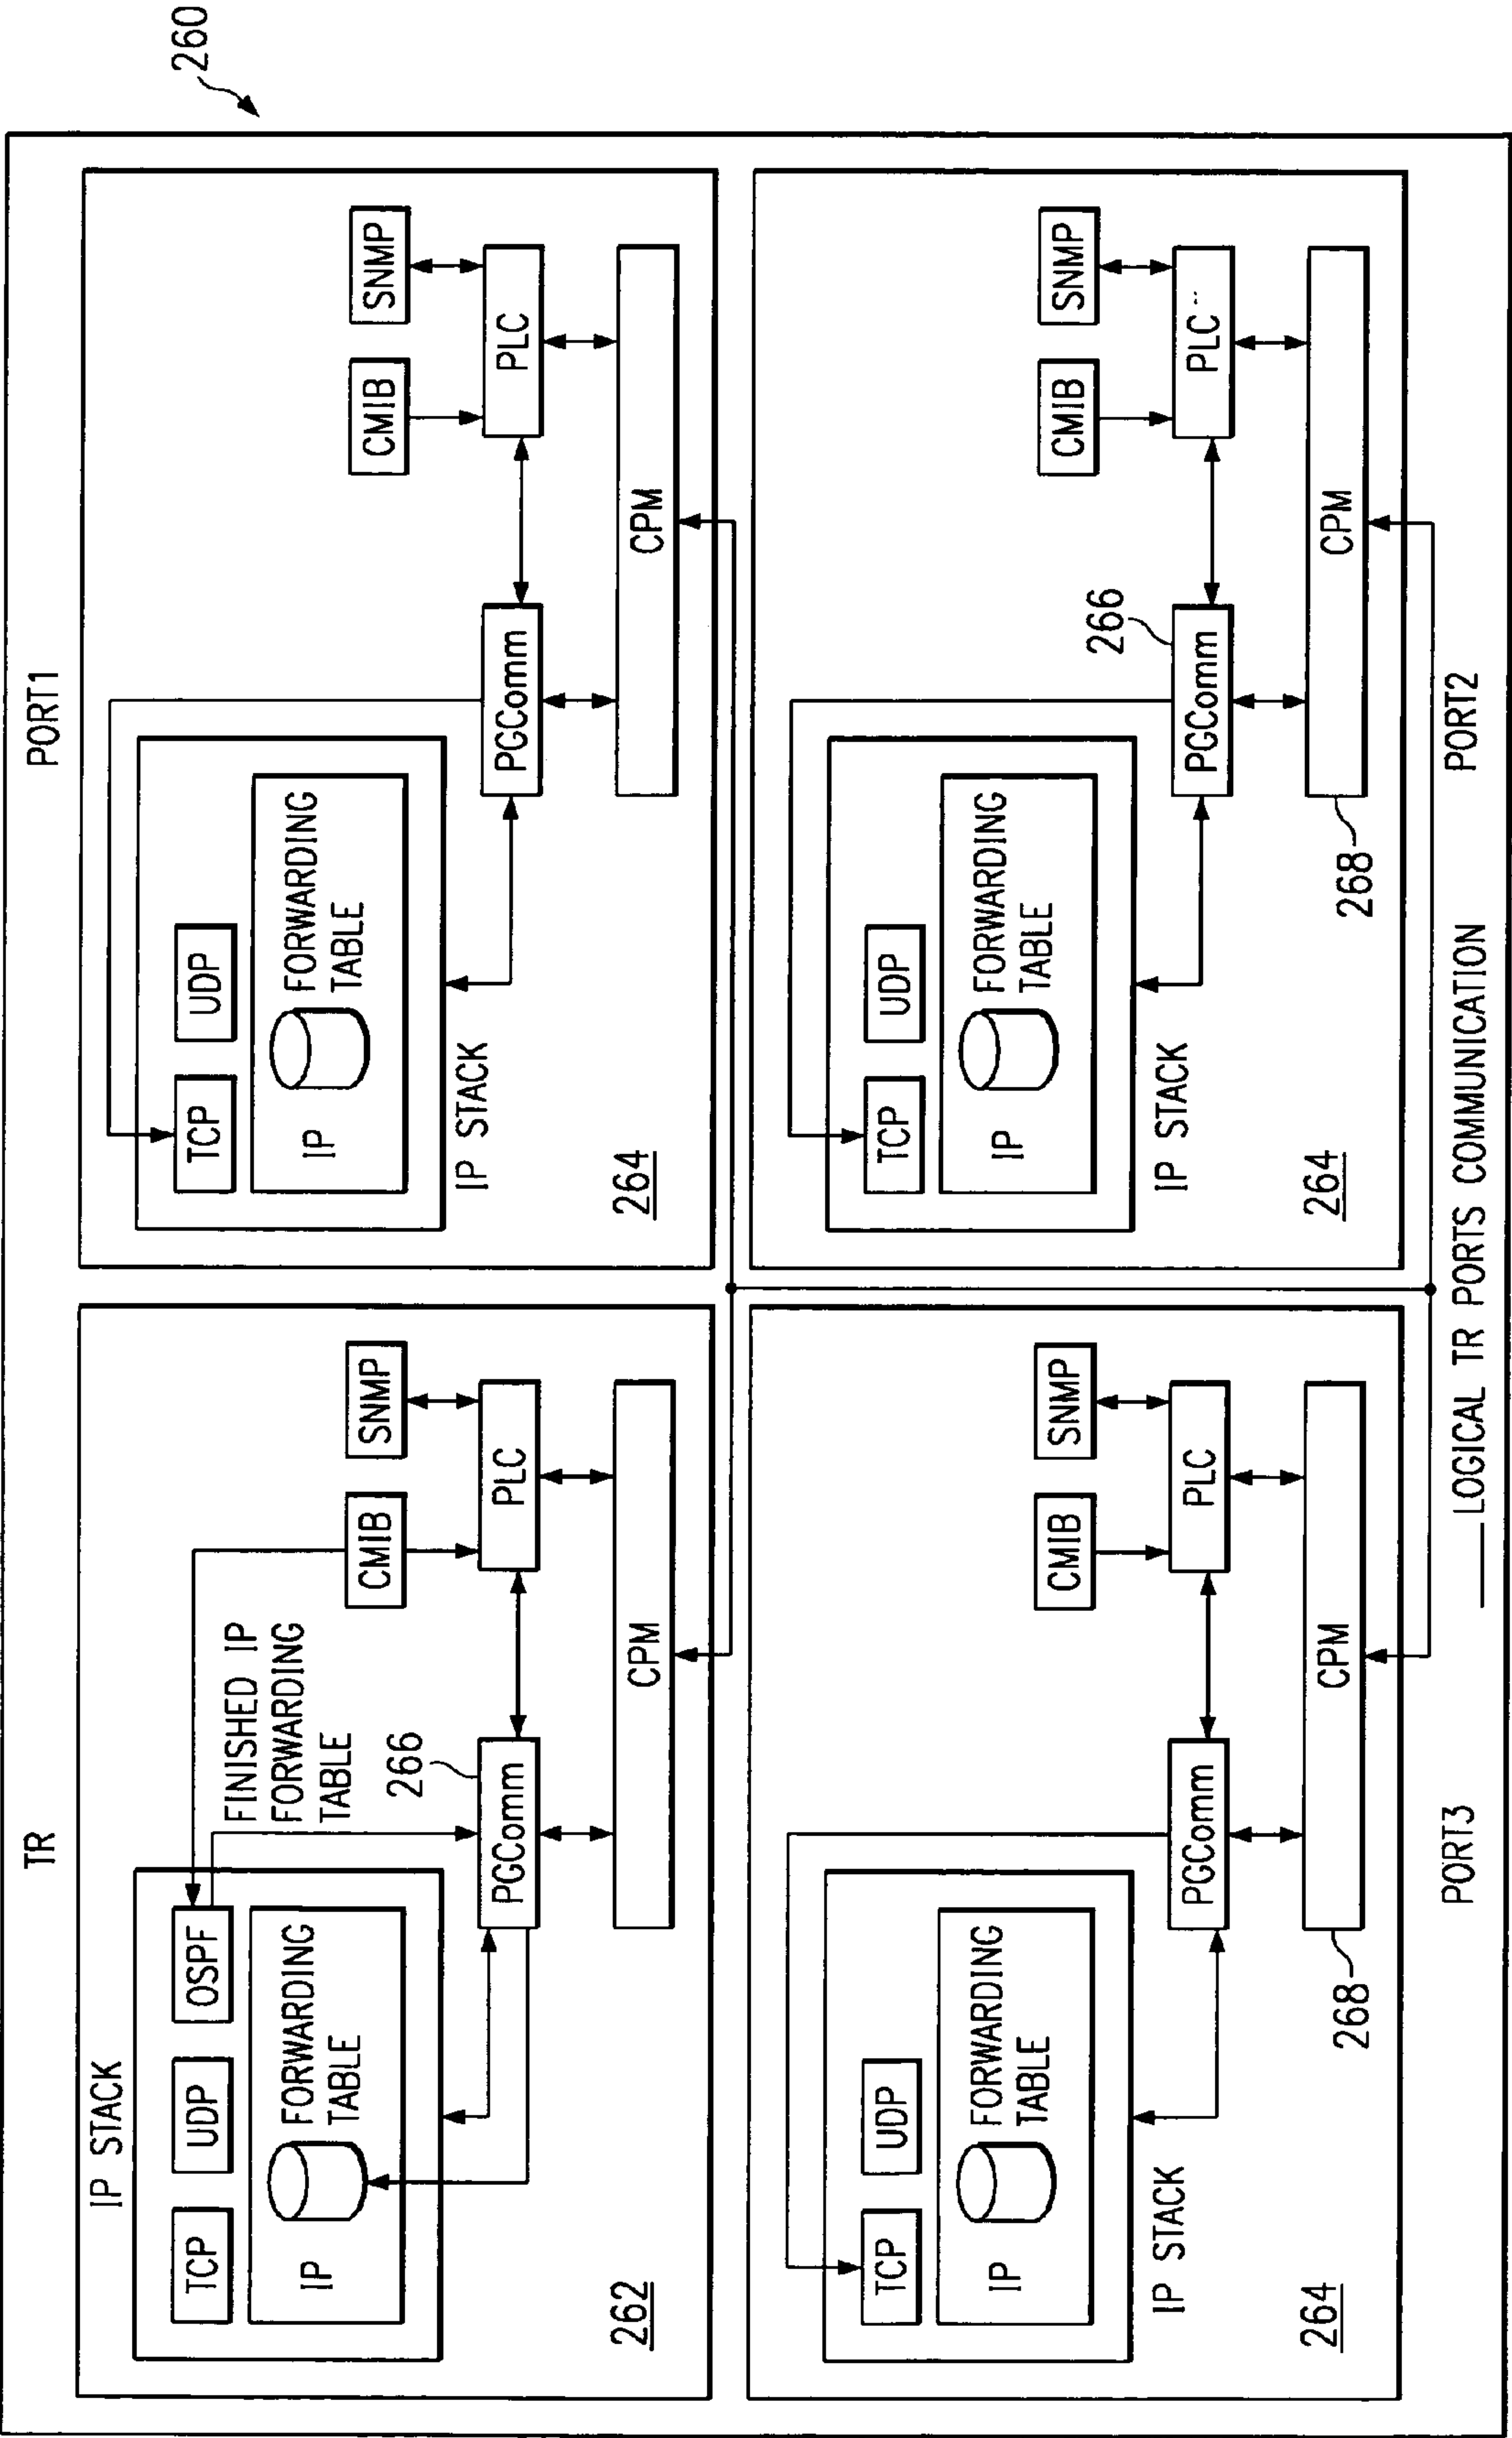 260
TR
IP STACK
TCP
UDP
OSPF
IP
FORWARDING
TABLE
FINISHED IP
FORWARDING
TABLE
266
CMIB
SNMP
PGComm
PLC
CPM
262
PORT1
TCP
UDP
IP
FORWARDING
TABLE
IP STACK
CMIB
SNMP
PGComm
PLC
CPM
264
TCP
UDP
IP
FORWARDING
TABLE
IP STACK
CMIB
SNMP
PGComm
PLC
CPM
264
268
PORT3
TCP
UDP
IP
FORWARDING
TABLE
IP STACK
266
CMIB
SNMP
PGComm
PLC
CPM
264
268
PORT2
LOGICAL TR PORTS COMMUNICATION